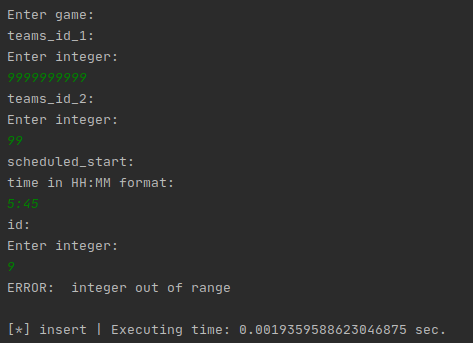 Enter game:
teams_id_1:
Enter integer:
9999999999
teams_id_2:
Enter integer:
99
scheduled_start:
time in HH:MM format:
5:45
id:
Enter integer:
9
ERROR:  integer out of range
[*] insert | Executing time: 0.0019359588623046875 sec.